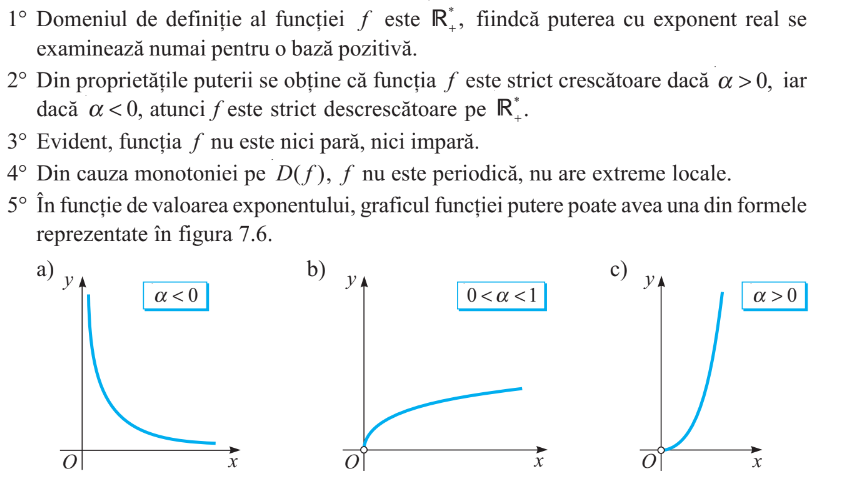 1° Domeniul de definiție al funcției f este ℝ₊*, fiindcă puterea cu exponent real se
examinează numai pentru o bază pozitivă.
2° Din proprietățile puterii se obține că funcția f este strict crescătoare dacă α > 0, iar
dacă α < 0, atunci f este strict descrescătoare pe ℝ₊*.
3° Evident, funcția f nu este nici pară, nici impară.
4° Din cauza monotoniei pe D(f), f nu este periodică, nu are extreme locale.
5° În funcție de valoarea exponentului, graficul funcției putere poate avea una din formele
reprezentate în figura 7.6.
a) y α < 0
O x
b) y 0 < α < 1
O x
c) y α > 0
O x